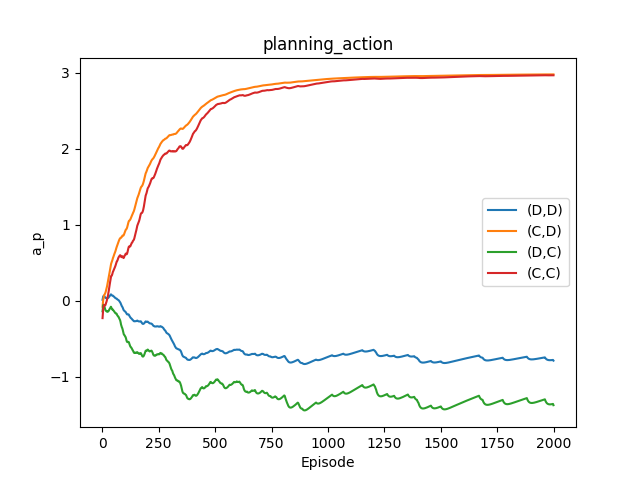 planning_action
3
2
1
0
−1
a_p
(D,D)
(C,D)
(D,C)
(C,C)
0 250 500 750 1000 1250 1500 1750 2000
Episode